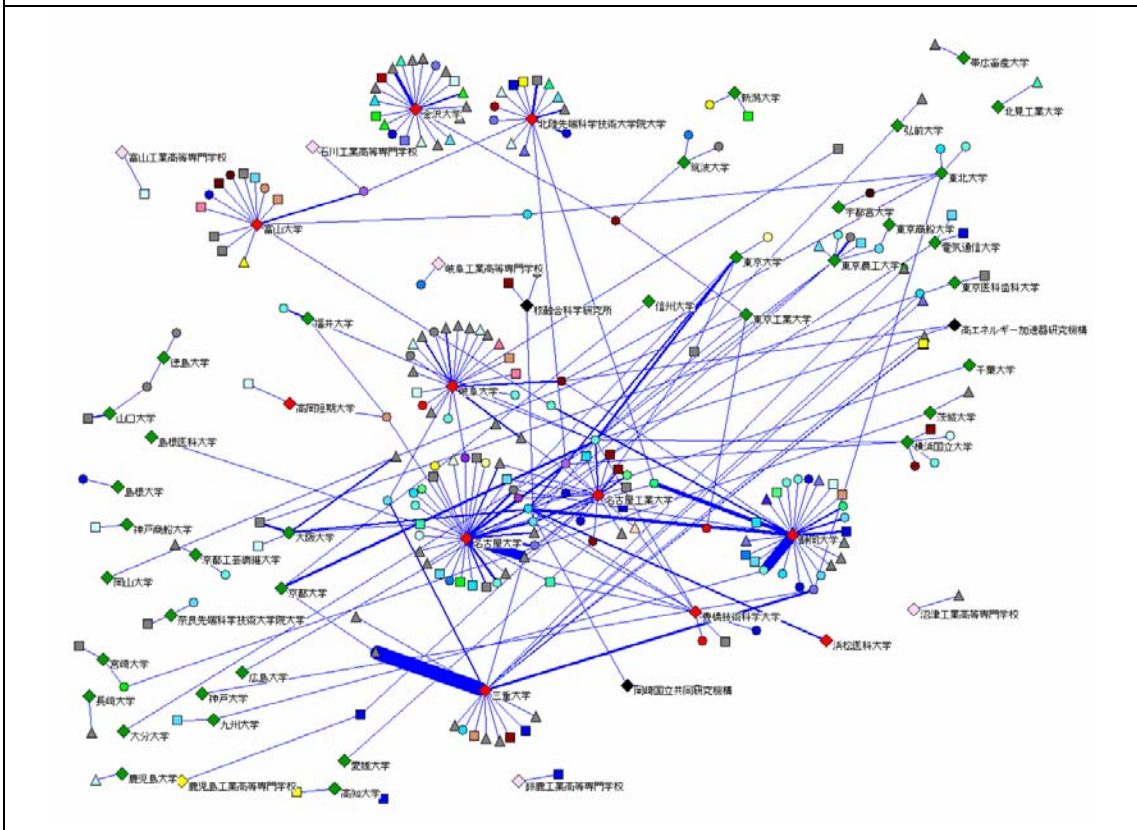 帯広畜産大学
新潟大学
北見工業大学
金沢大学
北陸先端科学技術大学院大学
弘前大学
石川工業高等専門学校
富山工業高等専門学校
筑波大学
東北大学
宇都宮大学
富山大学
東京商船大学
電気通信大学
東京大学
東京農工大学
岐阜工業高等専門学校
東京医科歯科大学
核融合科学研究所
信州大学
東京工業大学
福井大学
高エネルギー加速器研究機構
徳島大学
千葉大学
岐阜大学
高岡短期大学
山口大学
茨城大学
島根医科大学
横浜国立大学
島根大学
名古屋工業大学
神戸商船大学
大阪大学
静岡大学
名古屋大学
京都工芸繊維大学
岡山大学
京都大学
奈良先端科学技術大学院大学
豊橋技術科学大学
沼津工業高等専門学校
浜松医科大学
宮崎大学
広島大学
岡崎国立共同研究機構
長崎大学
神戸大学
三重大学
九州大学
大分大学
愛媛大学
鹿児島大学
鹿児島工業高等専門学校
高知大学
鈴鹿工業高等専門学校